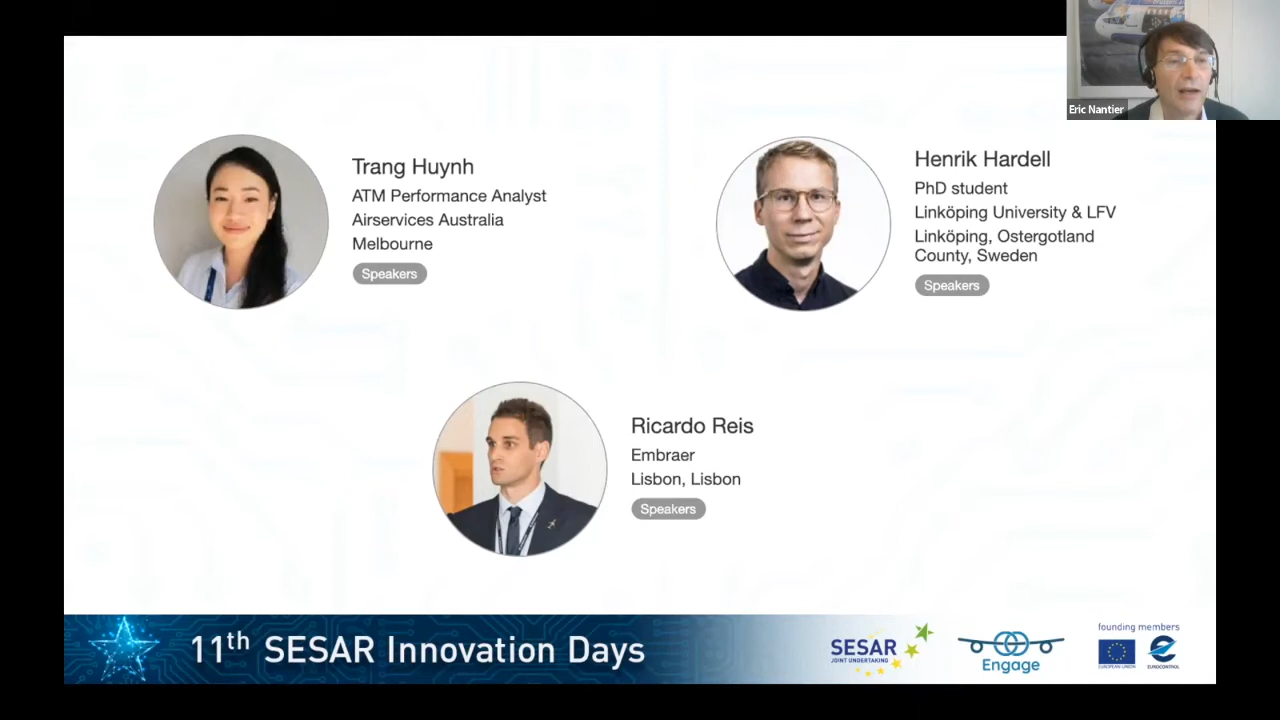 Eric Nantier
Trang Huynh
ATM Performance Analyst
Airservices Australia
Melbourne
Speakers
Henrik Hardell
PhD student
Linköping University & LFV
Linköping, Ostergotland
County, Sweden
Speakers
Ricardo Reis
Embraer
Lisbon, Lisbon
Speakers
11th SESAR Innovation Days
SESAR
JOINT UNDERTAKING
Engage
founding members
EUROPEAN UNION
EUROCONTROL